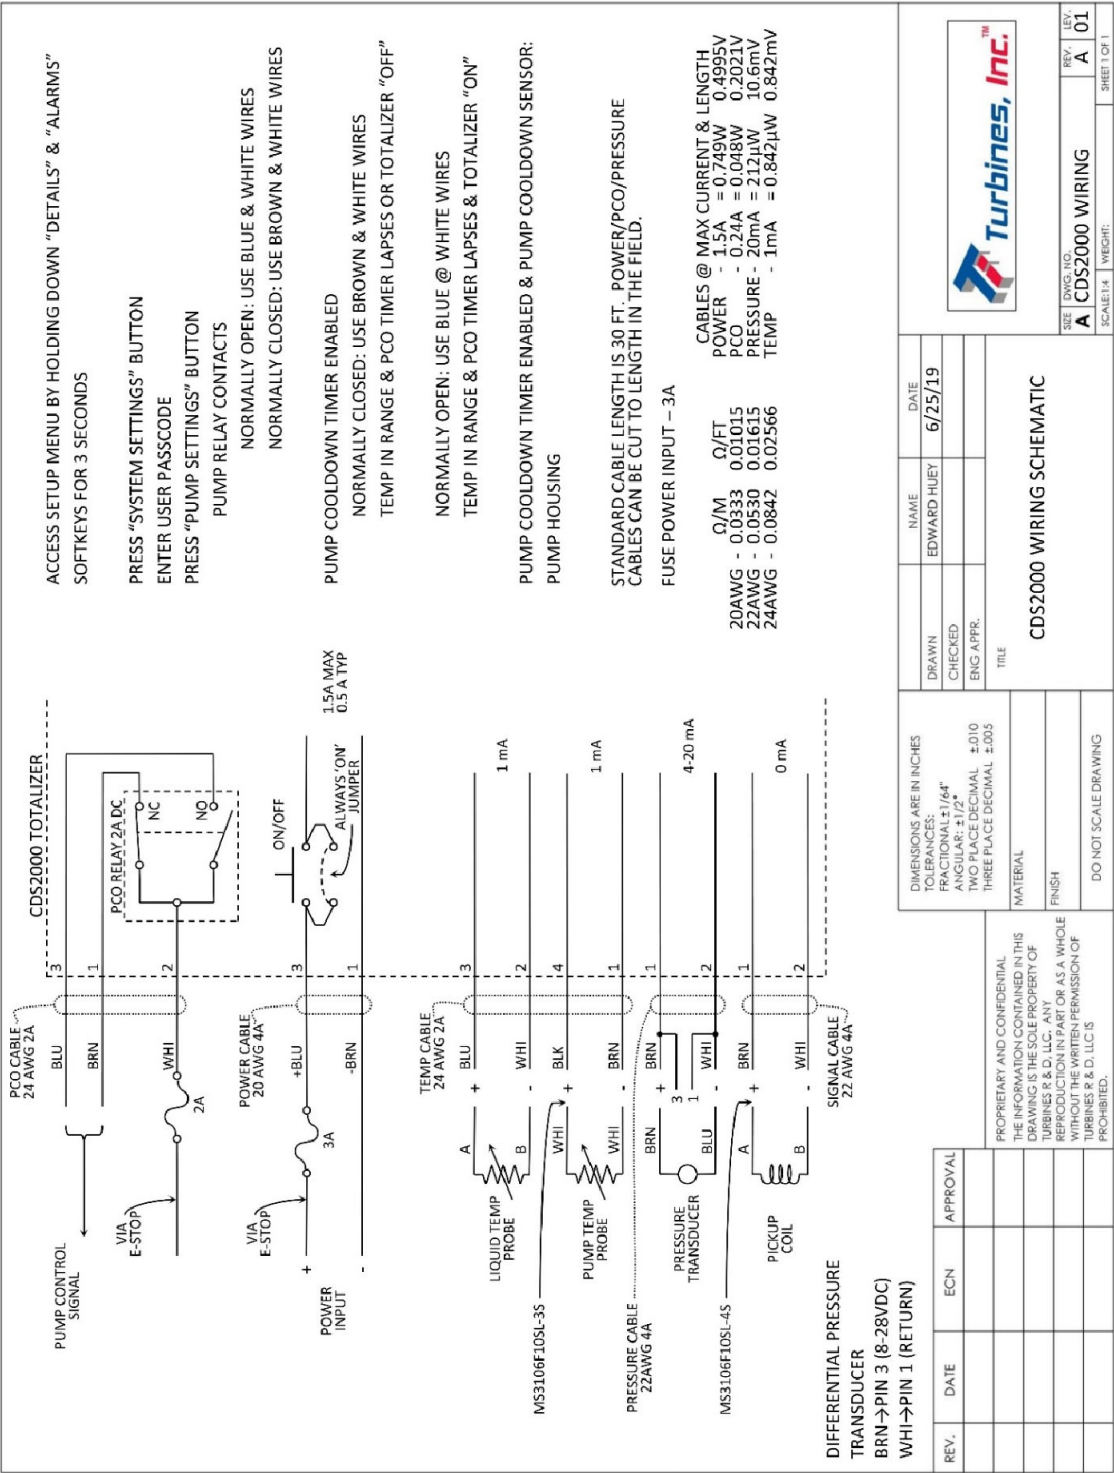 PCO CABLE
24 AWG 2A
CDS2000 TOTALIZER
PUMP CONTROL
SIGNAL
BLU
3
BRN
1
WHI
2
2A
VIA
E-STOP
PCO RELAY 2A DC
NC
NO
POWER CABLE
20 AWG 4A
VIA
E-STOP
+
POWER
INPUT
-
3A
+BLU
3
-BRN
1
ON/OFF
ALWAYS 'ON'
JUMPER
1.5A MAX
0.5 A TYP
TEMP CABLE
24 AWG 2A
LIQUID TEMP
PROBE
A
+
BLU
3
B
-
WHI
2
1 mA
MS3106F10SL-3S
PUMP TEMP
PROBE
WHI
+
BLK
4
WHI
-
BRN
1
1 mA
PRESSURE CABLE
22AWG 4A
PRESSURE
TRANSDUCER
BRN
+
BRN
1
3
1
BLU
-
WHI
2
4-20 mA
MS3106F10SL-4S
PICKUP
COIL
A
+
BRN
1
B
-
WHI
2
0 mA
SIGNAL CABLE
22 AWG 4A
DIFFERENTIAL PRESSURE
TRANSDUCER
BRN→PIN 3 (8-28VDC)
WHI→PIN 1 (RETURN)
ACCESS SETUP MENU BY HOLDING DOWN "DETAILS" & "ALARMS"
SOFTKEYS FOR 3 SECONDS
PRESS "SYSTEM SETTINGS" BUTTON
ENTER USER PASSCODE
PRESS "PUMP SETTINGS" BUTTON
PUMP RELAY CONTACTS
NORMALLY OPEN: USE BLUE & WHITE WIRES
NORMALLY CLOSED: USE BROWN & WHITE WIRES
PUMP COOLDOWN TIMER ENABLED
NORMALLY CLOSED: USE BROWN & WHITE WIRES
TEMP IN RANGE & PCO TIMER LAPSES OR TOTALIZER "OFF"
NORMALLY OPEN: USE BLUE @ WHITE WIRES
TEMP IN RANGE & PCO TIMER LAPSES & TOTALIZER "ON"
PUMP COOLDOWN TIMER ENABLED & PUMP COOLDOWN SENSOR:
PUMP HOUSING
STANDARD CABLE LENGTH IS 30 FT. POWER/PCO/PRESSURE
CABLES CAN BE CUT TO LENGTH IN THE FIELD.
FUSE POWER INPUT – 3A
Ω/M Ω/FT
20AWG - 0.0333 0.01015
22AWG - 0.0530 0.01615
24AWG - 0.0842 0.02566
CABLES @ MAX CURRENT & LENGTH
POWER - 1.5A = 0.749W 0.4995V
PCO - 0.24A = 0.048W 0.2021V
PRESSURE - 20mA = 212µW 10.6mV
TEMP - 1mA = 0.842µW 0.842mV
REV. DATE ECN APPROVAL
PROPRIETARY AND CONFIDENTIAL
THE INFORMATION CONTAINED IN THIS
DRAWING IS THE SOLE PROPERTY OF
TURBINES R & D, LLC. ANY
REPRODUCTION IN PART OR AS A WHOLE
WITHOUT THE WRITTEN PERMISSION OF
TURBINES R & D, LLC IS
PROHIBITED.
DIMENSIONS ARE IN INCHES
TOLERANCES:
FRACTIONAL ±1/64"
ANGULAR: ±1/2°
TWO PLACE DECIMAL ±.010
THREE PLACE DECIMAL ±.005
MATERIAL
FINISH
DO NOT SCALE DRAWING
NAME DATE
DRAWN EDWARD HUEY 6/25/19
CHECKED
ENG APPR.
TITLE
CDS2000 WIRING SCHEMATIC
Turbines, Inc.™
SIZE DWG. NO. REV. LEV.
A CDS2000 WIRING A 01
SCALE:1:4 WEIGHT: SHEET 1 OF 1